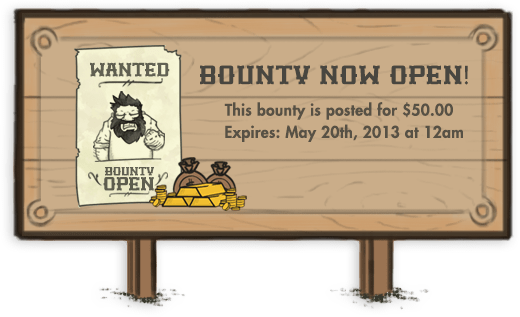 WANTED
BOUNTY
OPEN
BOUNTY NOW OPEN!
This bounty is posted for $50.00
Expires: May 20th, 2013 at 12am